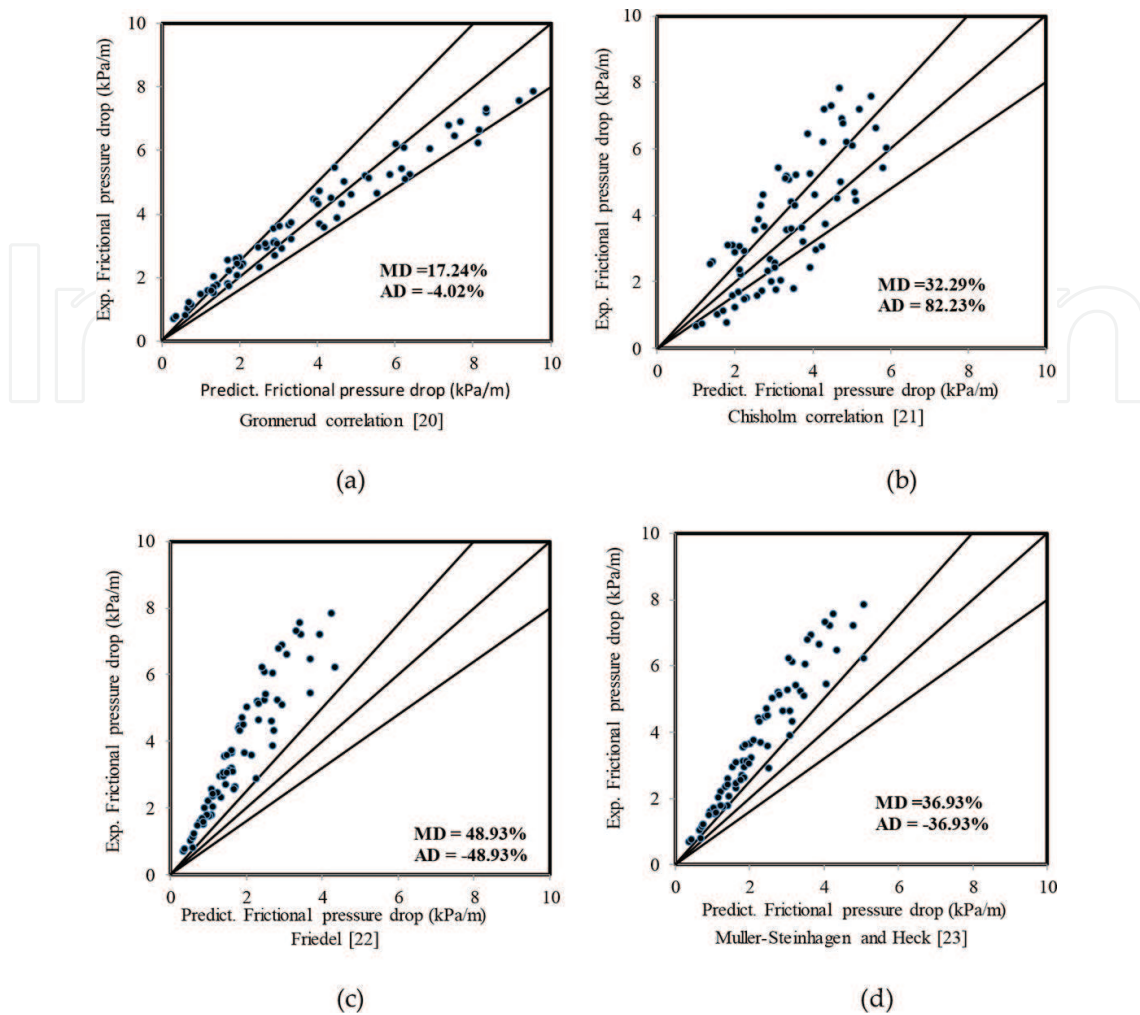 Exp. Frictional pressure drop (kPa/m)
10
8
6
4
2
0
MD =17.24%
AD = -4.02%
0 2 4 6 8 10
Predict. Frictional pressure drop (kPa/m)
Gronnerud correlation [20]
(a)
Exp. Frictional pressure drop (kPa/m)
10
8
6
4
2
0
MD =32.29%
AD = 82.23%
0 2 4 6 8 10
Predict. Frictional pressure drop (kPa/m)
Chisholm correlation [21]
(b)
Exp. Frictional pressure drop (kPa/m)
10
8
6
4
2
0
MD = 48.93%
AD = -48.93%
0 2 4 6 8 10
Predict. Frictional pressure drop (kPa/m)
Friedel [22]
(c)
Exp. Frictional pressure drop (kPa/m)
10
8
6
4
2
0
MD =36.93%
AD = -36.93%
0 2 4 6 8 10
Predict. Frictional pressure drop (kPa/m)
Muller-Steinhagen and Heck [23]
(d)